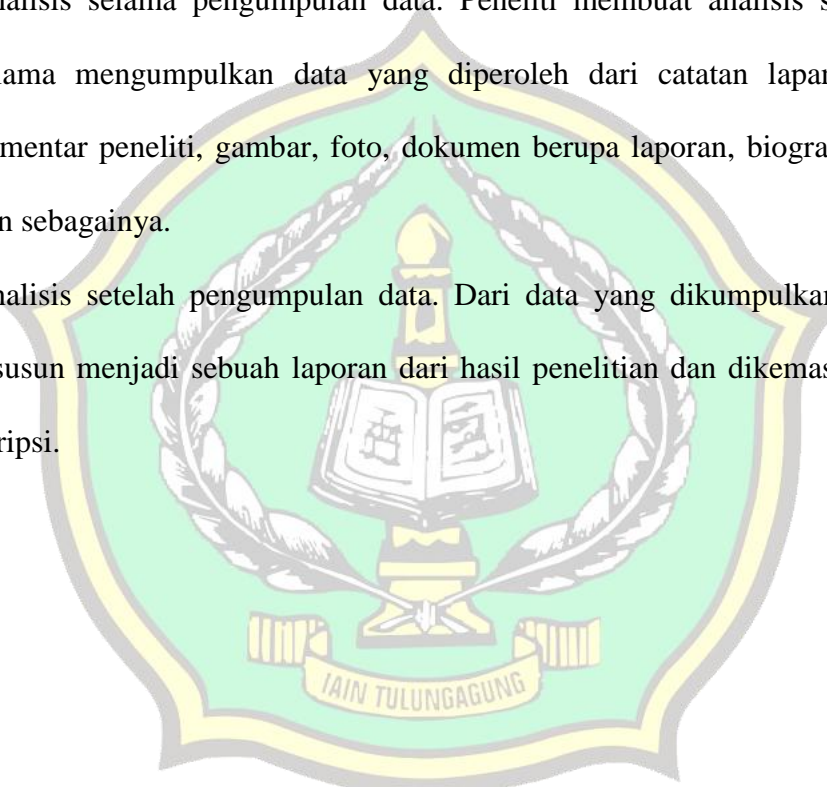 nalisis selama pengumpulan data. Peneliti membuat analisis s
lama mengumpulkan data yang diperoleh dari catatan lapan
mentar peneliti, gambar, foto, dokumen berupa laporan, biogra
n sebagainya.
nalisis setelah pengumpulan data. Dari data yang dikumpulkan
susun menjadi sebuah laporan dari hasil penelitian dan dikemas
ripsi.
IAIN TULUNGAGUNG